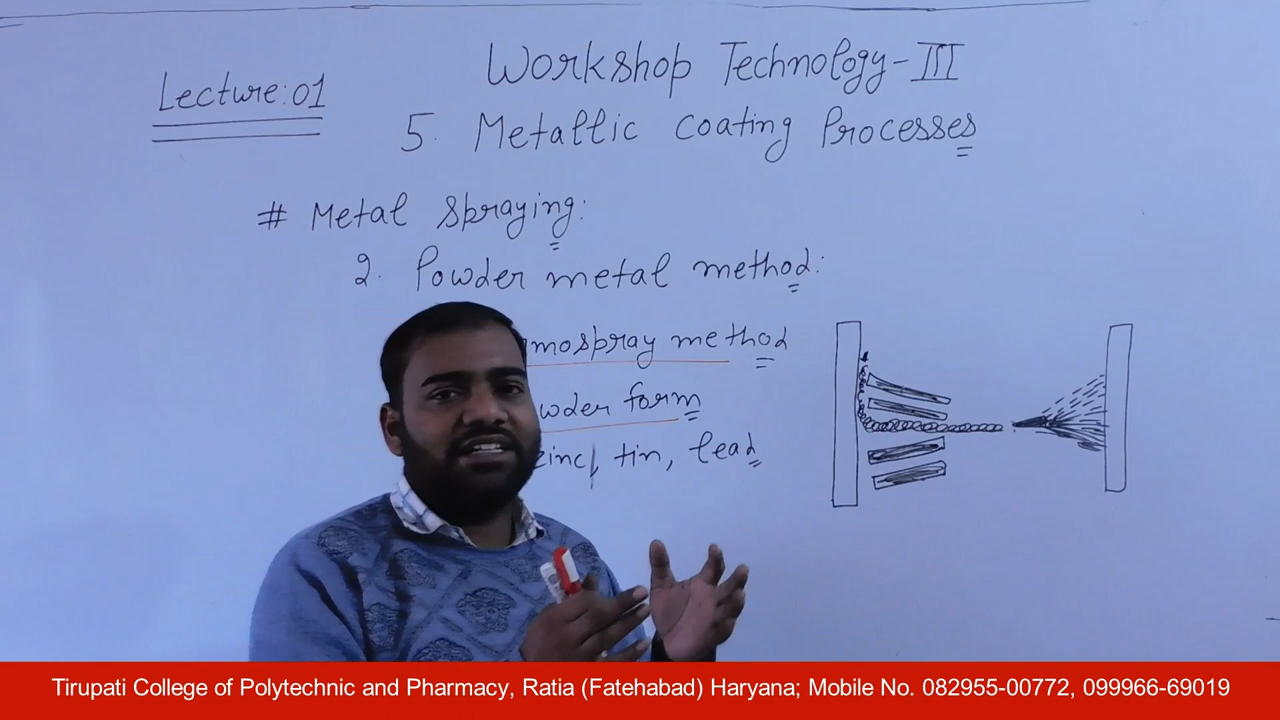 Lecture:01
Workshop Technology-III
5. Metallic Coating Processes
# Metal Spraying:
2. Powder metal method:
mospray method
wder form
zinc, tin, lead
Tirupati College of Polytechnic and Pharmacy, Ratia (Fatehabad) Haryana; Mobile No. 082955-00772, 099966-69019